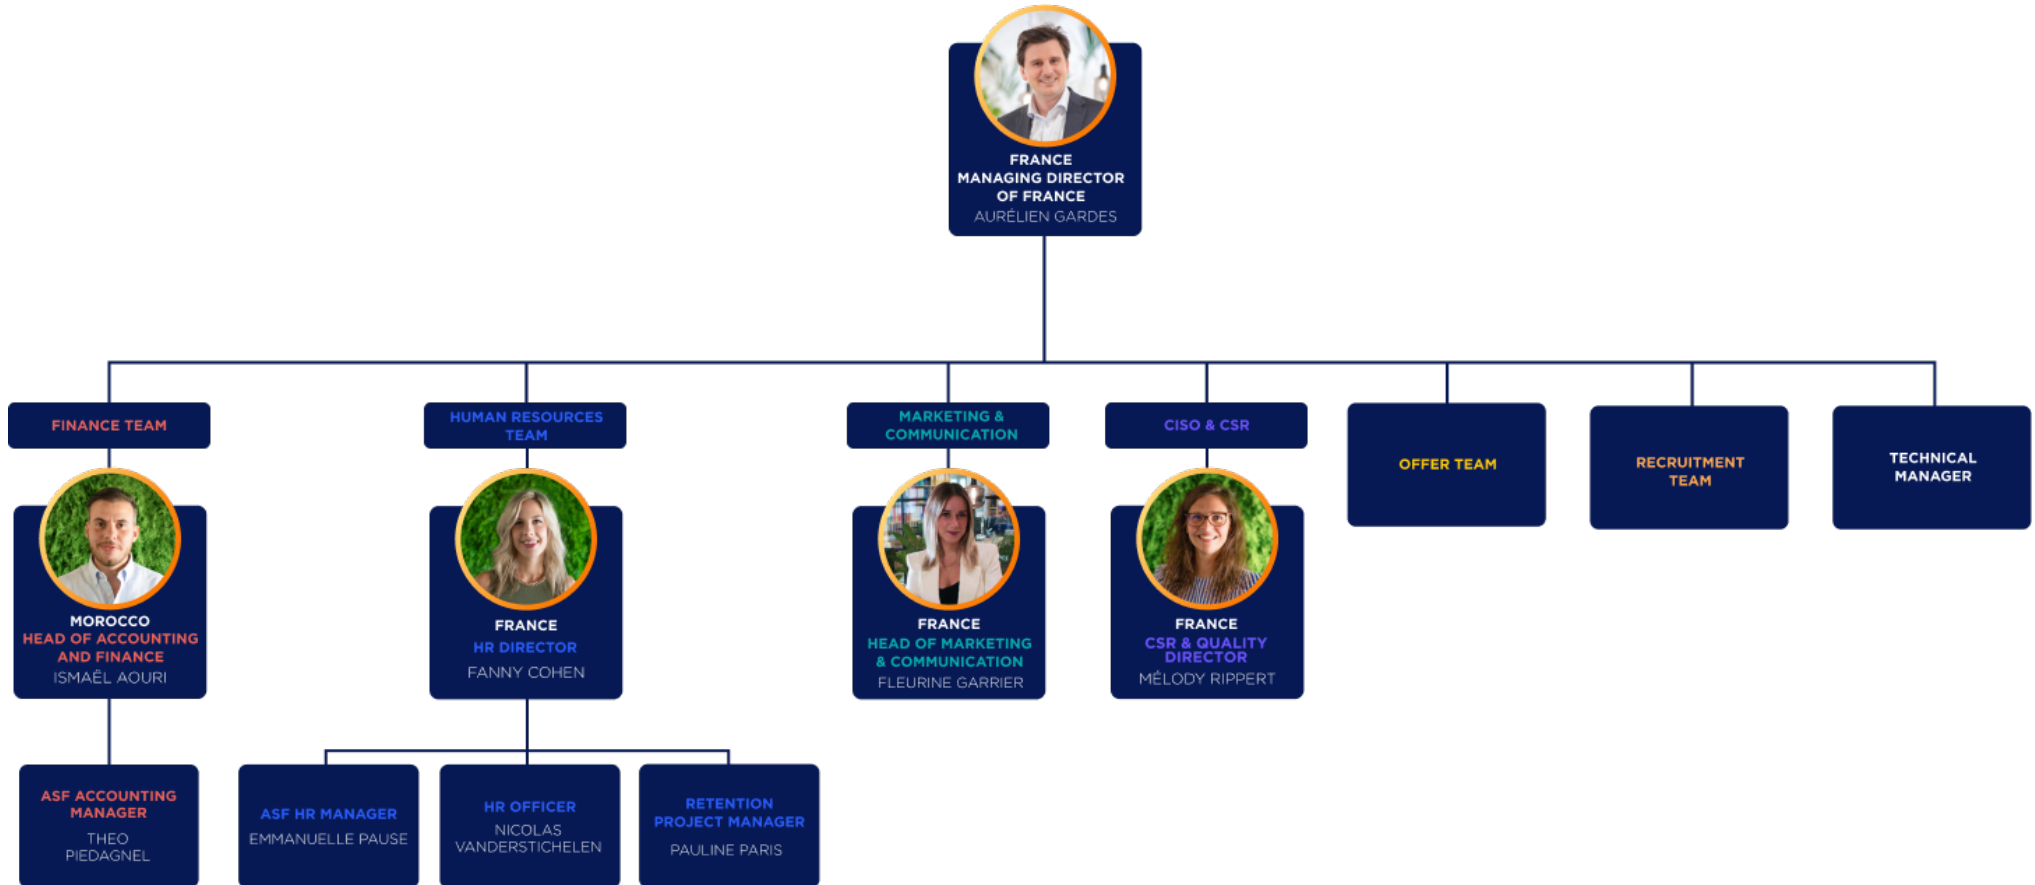 FRANCE
MANAGING DIRECTOR
OF FRANCE
AURÉLIEN GARDES
FINANCE TEAM
HUMAN RESOURCES
TEAM
MARKETING &
COMMUNICATION
CISO & CSR
OFFER TEAM
RECRUITMENT
TEAM
TECHNICAL
MANAGER
MOROCCO
HEAD OF ACCOUNTING
AND FINANCE
ISMAËL AOURI
FRANCE
HR DIRECTOR
FANNY COHEN
FRANCE
HEAD OF MARKETING
& COMMUNICATION
FLEURINE GARRIER
FRANCE
CSR & QUALITY
DIRECTOR
MÉLODY RIPPERT
ASF ACCOUNTING
MANAGER
THEO
PIEDAGNEL
ASF HR MANAGER
EMMANUELLE PAUSE
HR OFFICER
NICOLAS
VANDERSTICHELEN
RETENTION
PROJECT MANAGER
PAULINE PARIS